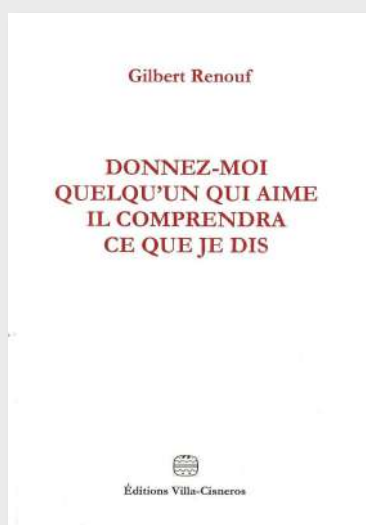 Gilbert Renouf
DONNEZ-MOI
QUELQU'UN QUI AIME
IL COMPRENDRA
CE QUE JE DIS
Éditions Villa-Cisneros